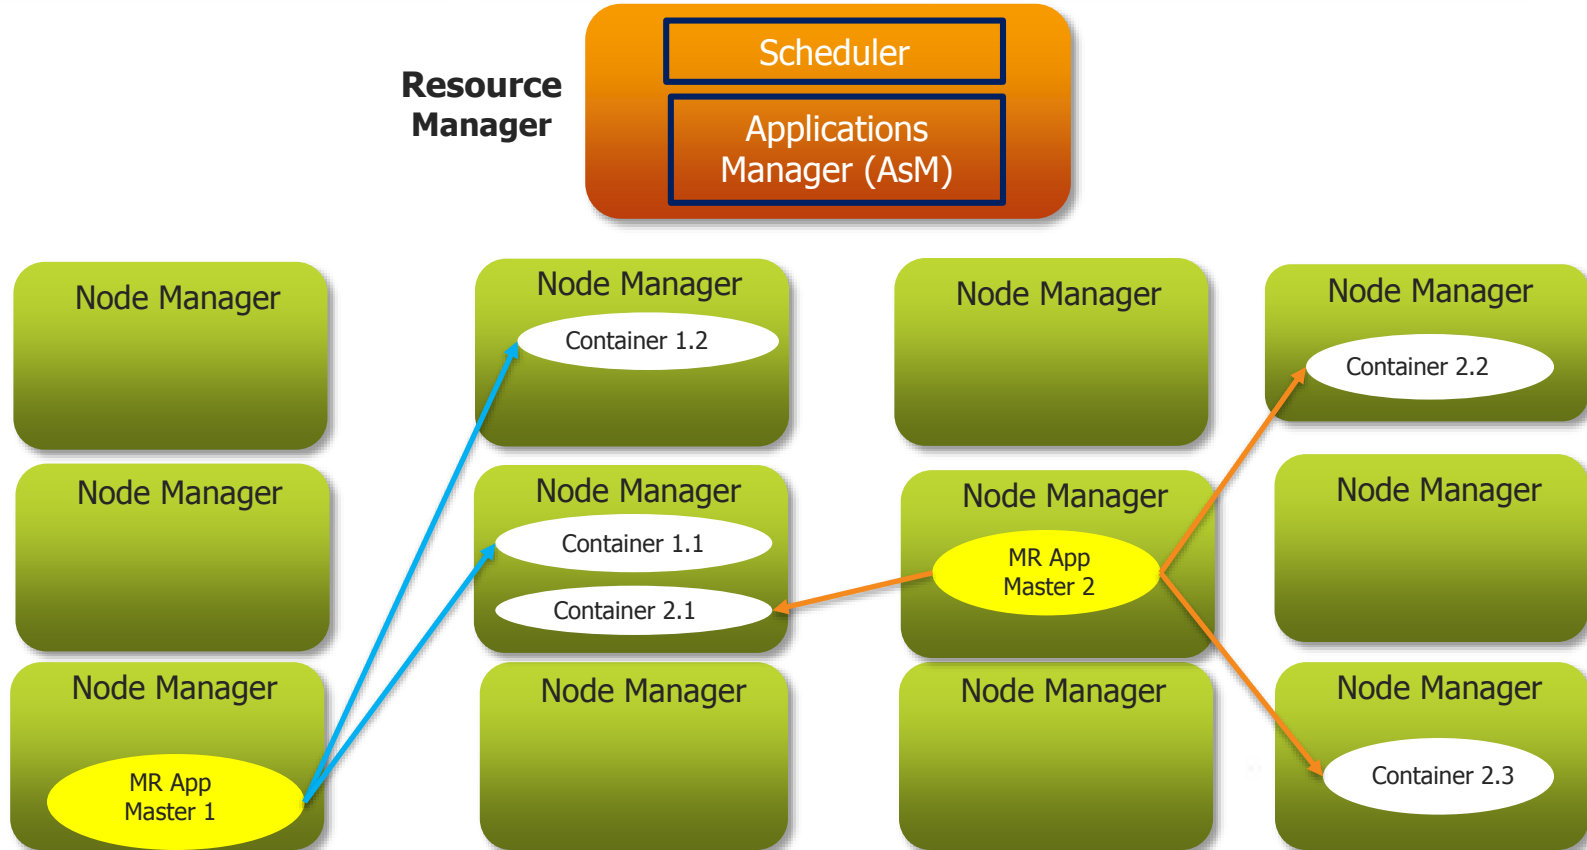 Scheduler
Resource
Manager
Applications
Manager (AsM)
Node Manager
Node Manager
Container 1.2
Node Manager
Node Manager
Container 2.2
Node Manager
Node Manager
Container 1.1
Container 2.1
Node Manager
MR App
Master 2
Node Manager
Node Manager
MR App
Master 1
Node Manager
Node Manager
Node Manager
Container 2.3